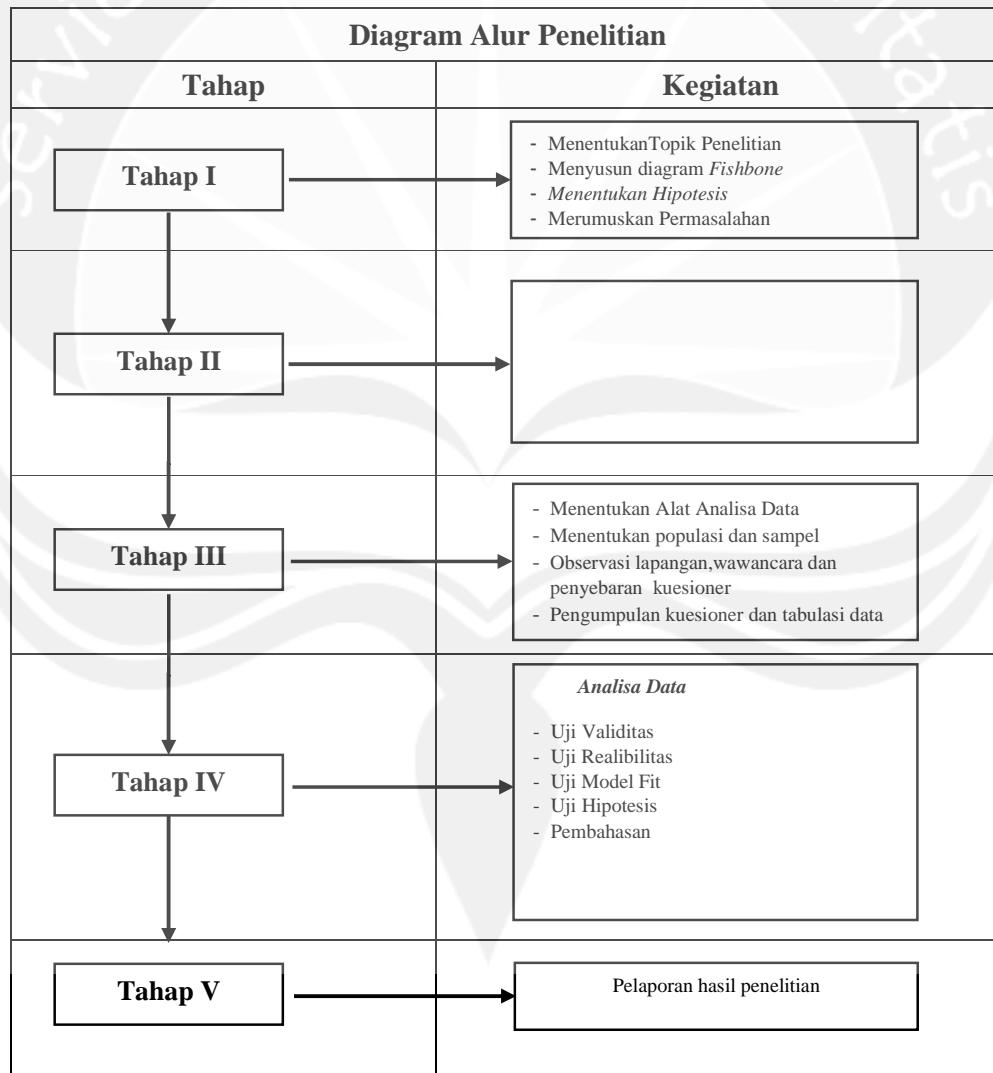 Diagram Alur Penelitian
Tahap
Kegiatan
Tahap I
- MenentukanTopik Penelitian
- Menyusun diagram Fishbone
- Menentukan Hipotesis
- Merumuskan Permasalahan
Tahap II
Tahap III
- Menentukan Alat Analisa Data
- Menentukan populasi dan sampel
- Observasi lapangan,wawancara dan
penyebaran kuesioner
- Pengumpulan kuesioner dan tabulasi data
Tahap IV
Analisa Data
- Uji Validitas
- Uji Realibilitas
- Uji Model Fit
- Uji Hipotesis
- Pembahasan
Tahap V
Pelaporan hasil penelitian